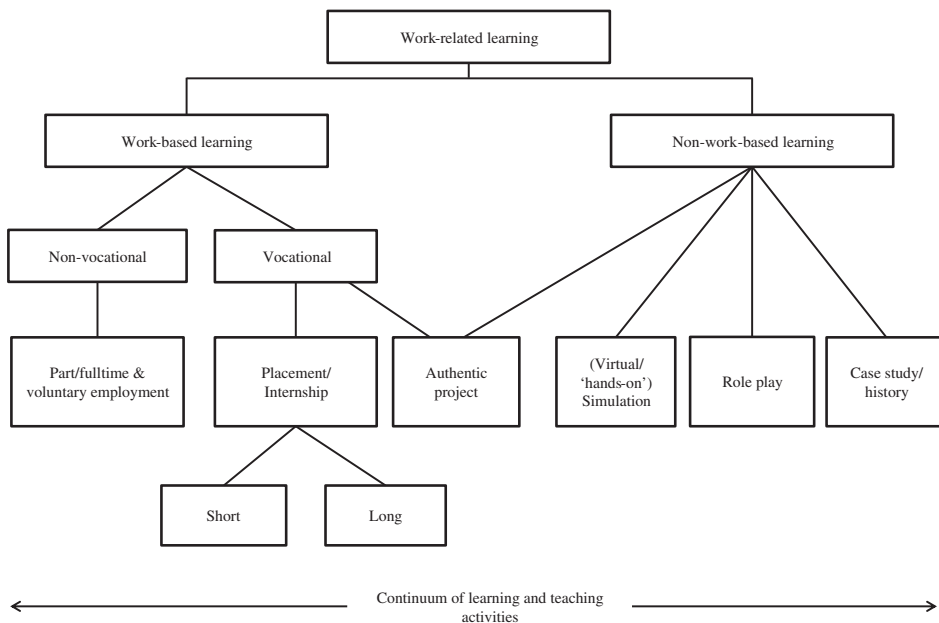 Work-related learning
Work-based learning
Non-work-based learning
Non-vocational
Vocational
Part/fulltime &
voluntary employment
Placement/
Internship
Authentic
project
(Virtual/
‘hands-on’)
Simulation
Role play
Case study/
history
Short
Long
Continuum of learning and teaching
activities